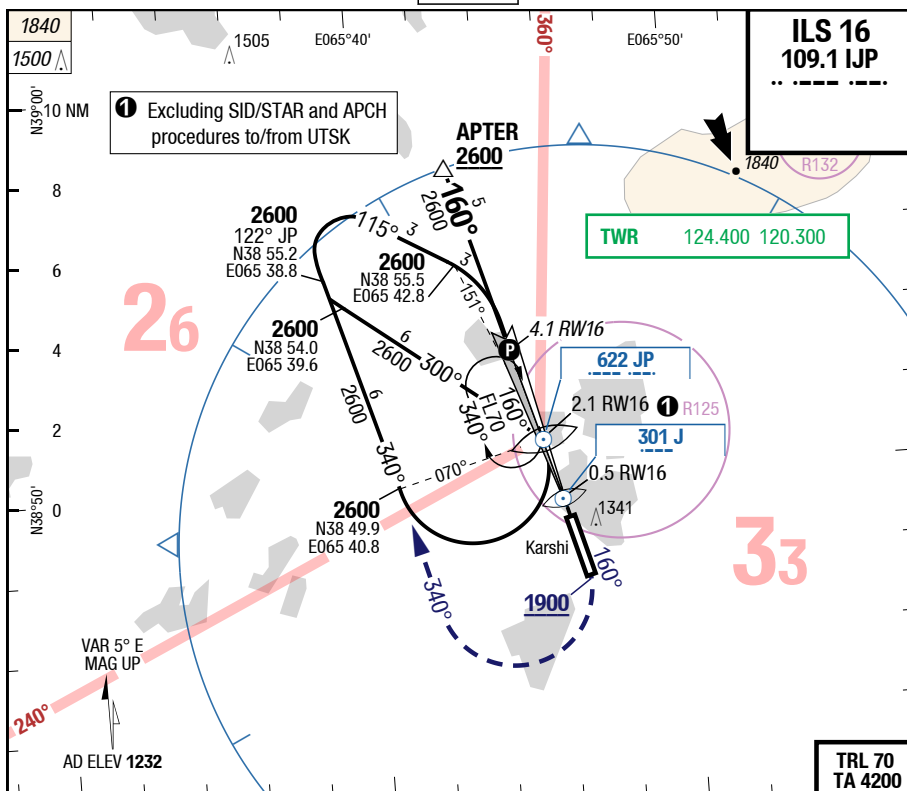 1840
1500
1505
E065°40'
360°
E065°50'
ILS 16
109.1 IJP
·· ·--- ·--·
N39°00'
10 NM
1 Excluding SID/STAR and APCH
procedures to/from UTSK
APTER
2600
1840
R132
8
5
160°
2600
2600
122° JP
N38 55.2
E065 38.8
115°
3
TWR 124.400 120.300
6
2600
N38 55.5
E065 42.8
3
151°
26
2600
N38 54.0
E065 39.6
4.1 RW16
P
4
6
2600
300°
622 JP
·--- ·--·
6
2600
FL70
340°
160°
2.1 RW16 1 R125
2
301 J
·---
340°
070°
0.5 RW16
N38°50'
0
2600
N38 49.9
E065 40.8
1341
Karshi
33
160°
340°
1900
VAR 5° E
MAG UP
240°
AD ELEV 1232
TRL 70
TA 4200